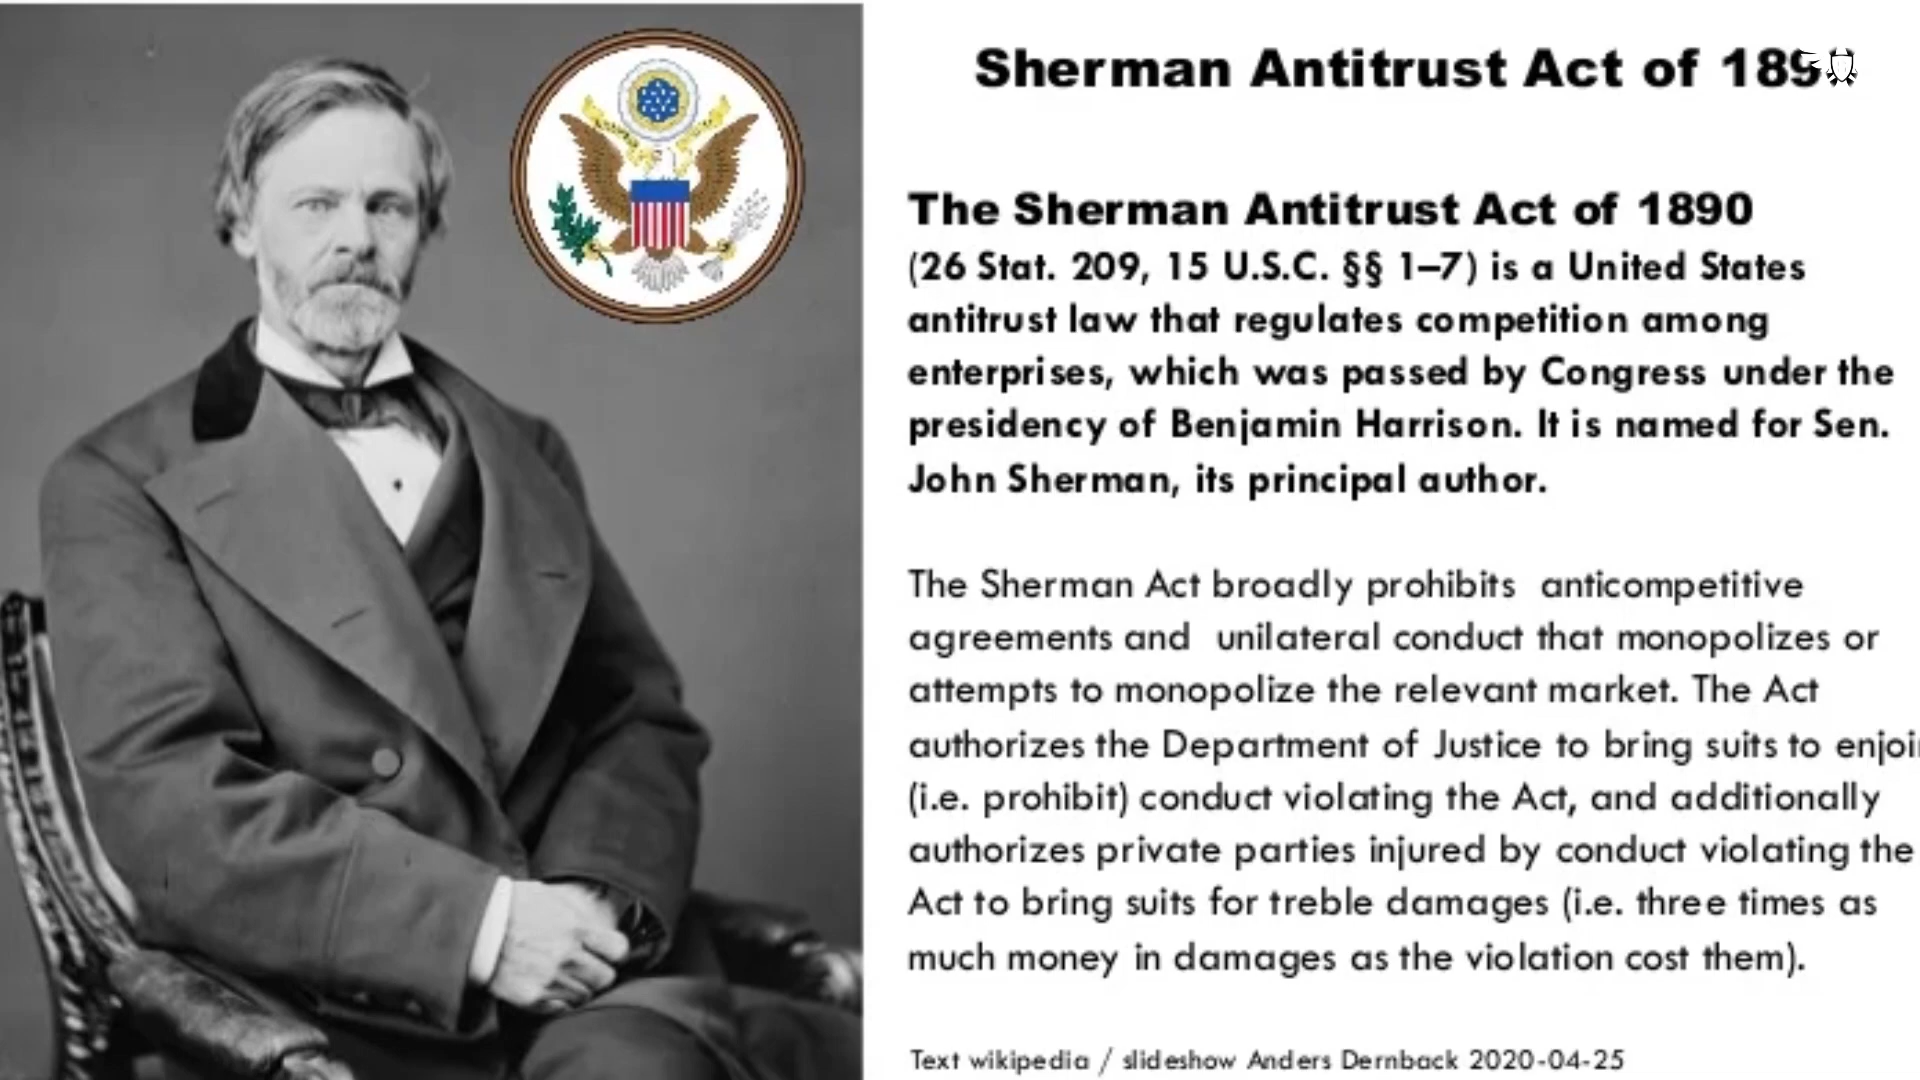 Sherman Antitrust Act of 189
The Sherman Antitrust Act of 1890
(26 Stat. 209, 15 U.S.C. §§ 1–7) is a United States
antitrust law that regulates competition among
enterprises, which was passed by Congress under the
presidency of Benjamin Harrison. It is named for Sen.
John Sherman, its principal author.
The Sherman Act broadly prohibits anticompetitive
agreements and unilateral conduct that monopolizes or
attempts to monopolize the relevant market. The Act
authorizes the Department of Justice to bring suits to enjoin
(i.e. prohibit) conduct violating the Act, and additionally
authorizes private parties injured by conduct violating the
Act to bring suits for treble damages (i.e. three times as
much money in damages as the violation cost them).
Text wikipedia / slideshow Anders Dernback 2020-04-25